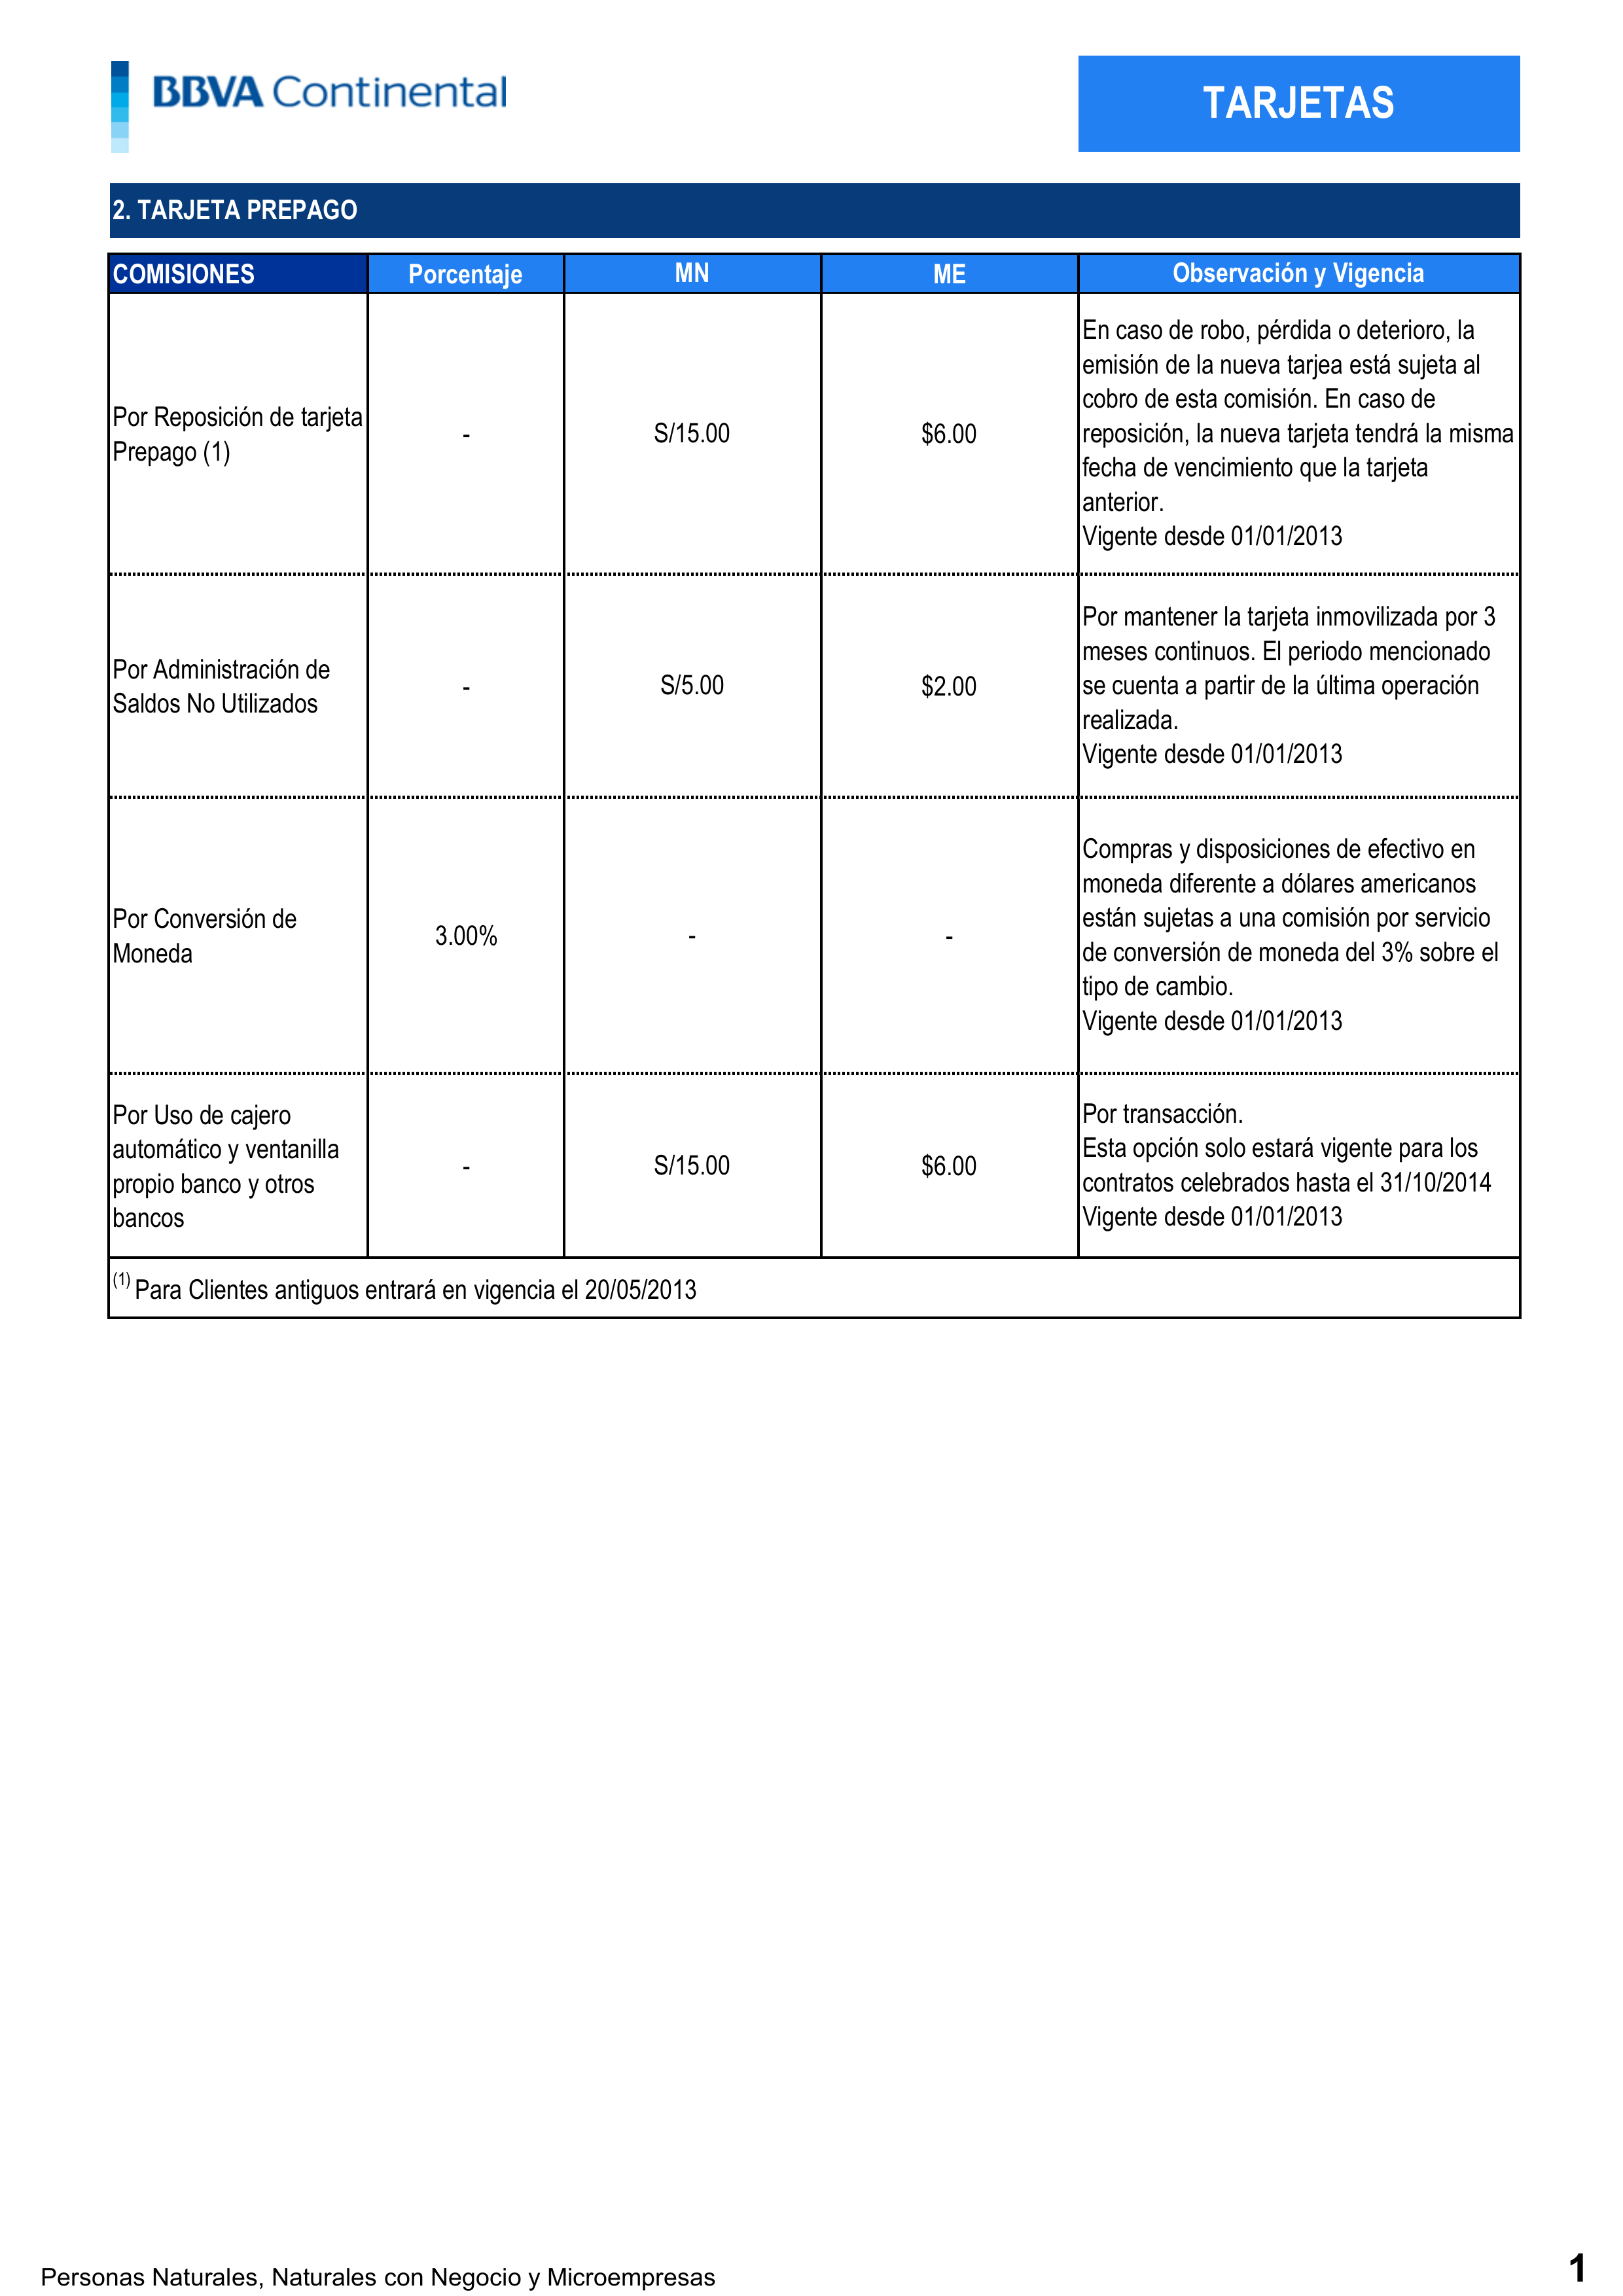 BBVA Continental
TARJETAS
2. TARJETA PREPAGO
COMISIONES Porcentaje MN ME Observación y Vigencia
Por Reposición de tarjeta
Prepago (1)
-
S/15.00
$6.00
En caso de robo, pérdida o deterioro, la
emisión de la nueva tarjea está sujeta al
cobro de esta comisión. En caso de
reposición, la nueva tarjeta tendrá la misma
fecha de vencimiento que la tarjeta
anterior.
Vigente desde 01/01/2013
Por Administración de
Saldos No Utilizados
-
S/5.00
$2.00
Por mantener la tarjeta inmovilizada por 3
meses continuos. El periodo mencionado
se cuenta a partir de la última operación
realizada.
Vigente desde 01/01/2013
Por Conversión de
Moneda
3.00%
-
-
Compras y disposiciones de efectivo en
moneda diferente a dólares americanos
están sujetas a una comisión por servicio
de conversión de moneda del 3% sobre el
tipo de cambio.
Vigente desde 01/01/2013
Por Uso de cajero
automático y ventanilla
propio banco y otros
bancos
-
S/15.00
$6.00
Por transacción.
Esta opción solo estará vigente para los
contratos celebrados hasta el 31/10/2014
Vigente desde 01/01/2013
(1) Para Clientes antiguos entrará en vigencia el 20/05/2013
Personas Naturales, Naturales con Negocio y Microempresas
1